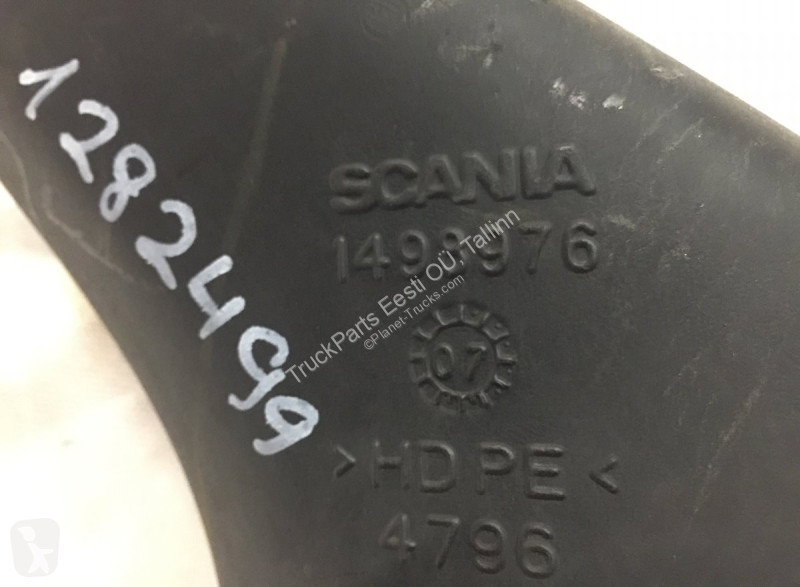 1282499
SCANIA
1498976
TruckParts Eesti OÜ, Tallinn
©Planet-Trucks.com
07
>HDPE<
4796